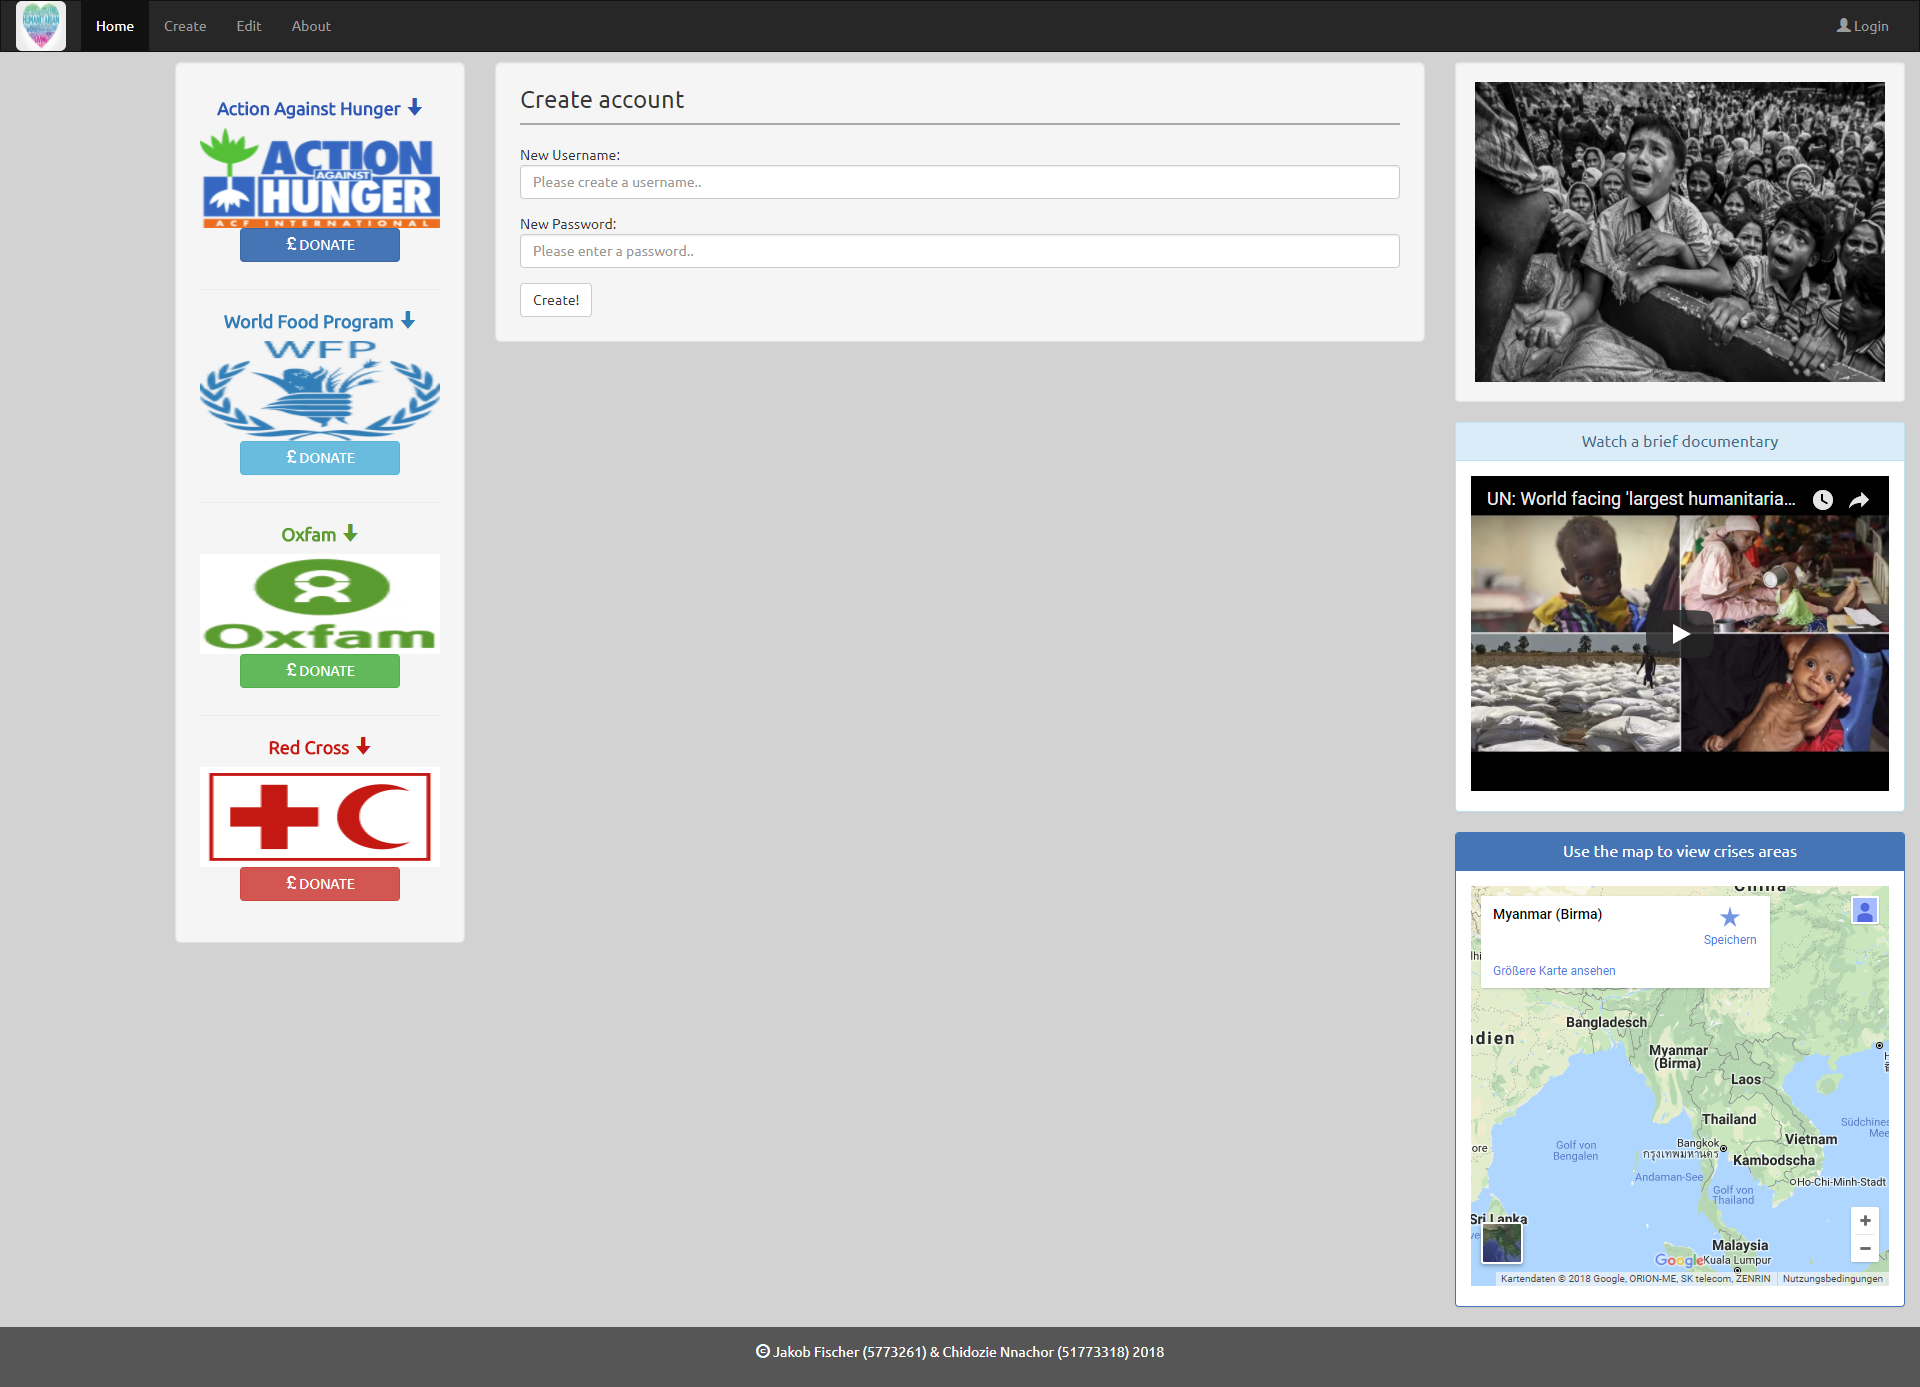 Home Create Edit About Login
Action Against Hunger
ACTION
AGAINST
HUNGER
ACF INTERNATIONAL
£ DONATE
World Food Program
WFP
£ DONATE
Oxfam
Oxfam
£ DONATE
Red Cross
£ DONATE
Create account
New Username:
Please create a username..
New Password:
Please enter a password..
Create!
Watch a brief documentary
UN: World facing 'largest humanitaria...
Use the map to view crises areas
Myanmar (Birma)
Speichern
Größere Karte ansehen
Bangladesch
ndien
Myanmar
(Birma)
Laos
Thailand
Südchines
Mee
Vietnam
Golf von
Bengalen
ore
Bangkok
กรุงเทพมหานคร
Kambodscha
Andaman-See
Ho-Chi-Minh-Stadt
Golf von
Thailand
Sri Lanka
Malaysia
Google
Kuala Lumpur
Kartendaten © 2018 Google, ORION-ME, SK telecom, ZENRIN Nutzungsbedingungen
© Jakob Fischer (5773261) & Chidozie Nnachor (51773318) 2018